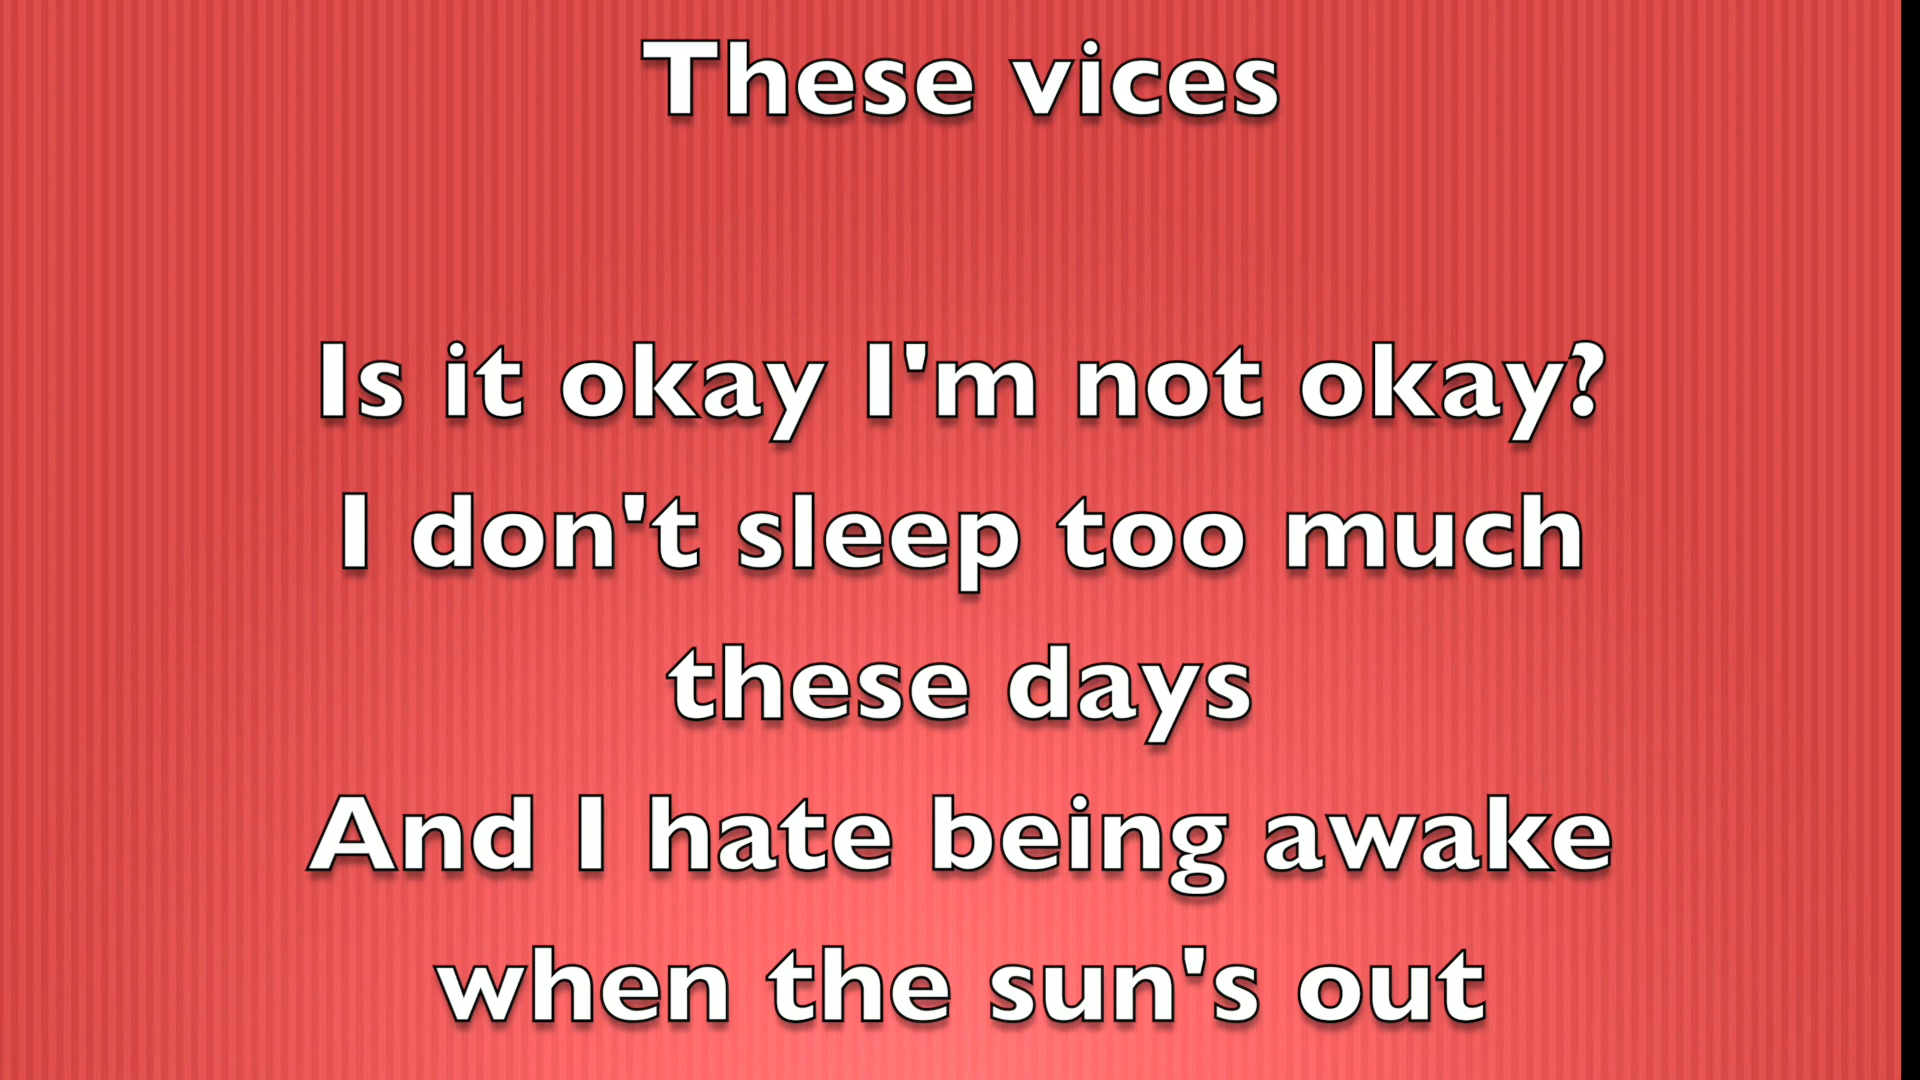 These vices
Is it okay I'm not okay?
I don't sleep too much
these days
And I hate being awake
when the sun's out